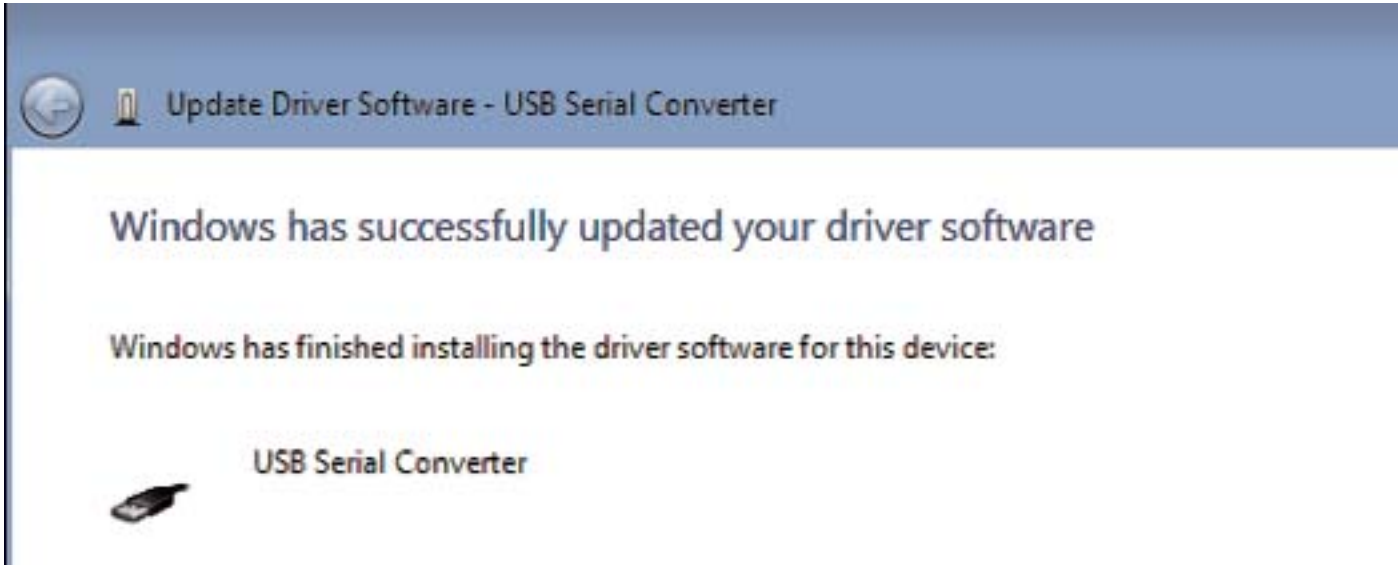 Update Driver Software - USB Serial Converter
Windows has successfully updated your driver software
Windows has finished installing the driver software for this device:
USB Serial Converter